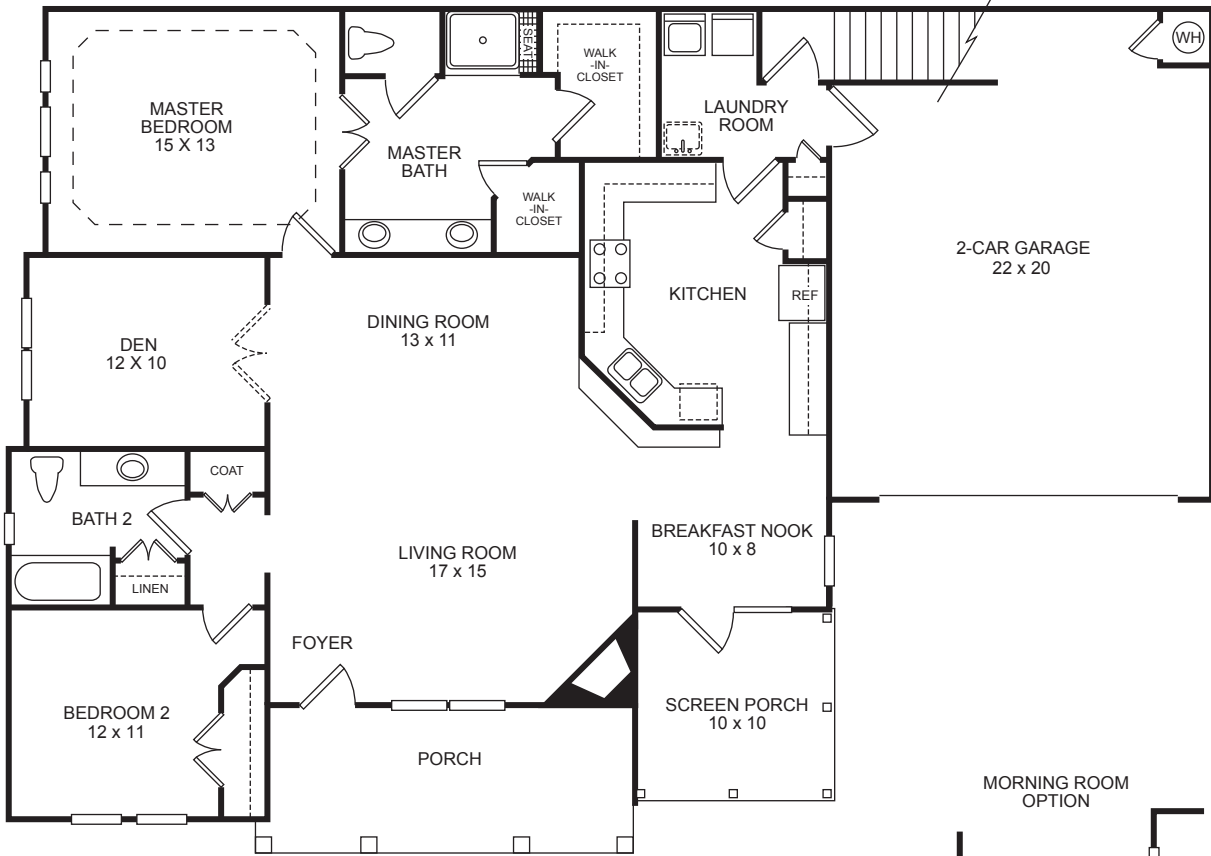 MASTER
BEDROOM
15 X 13
SEAT
WALK
-IN-
CLOSET
WH
LAUNDRY
ROOM
MASTER
BATH
WALK
-IN-
CLOSET
2-CAR GARAGE
22 x 20
KITCHEN
REF
DINING ROOM
13 x 11
DEN
12 X 10
COAT
BATH 2
LINEN
LIVING ROOM
17 x 15
BREAKFAST NOOK
10 x 8
FOYER
BEDROOM 2
12 x 11
SCREEN PORCH
10 x 10
PORCH
MORNING ROOM
OPTION